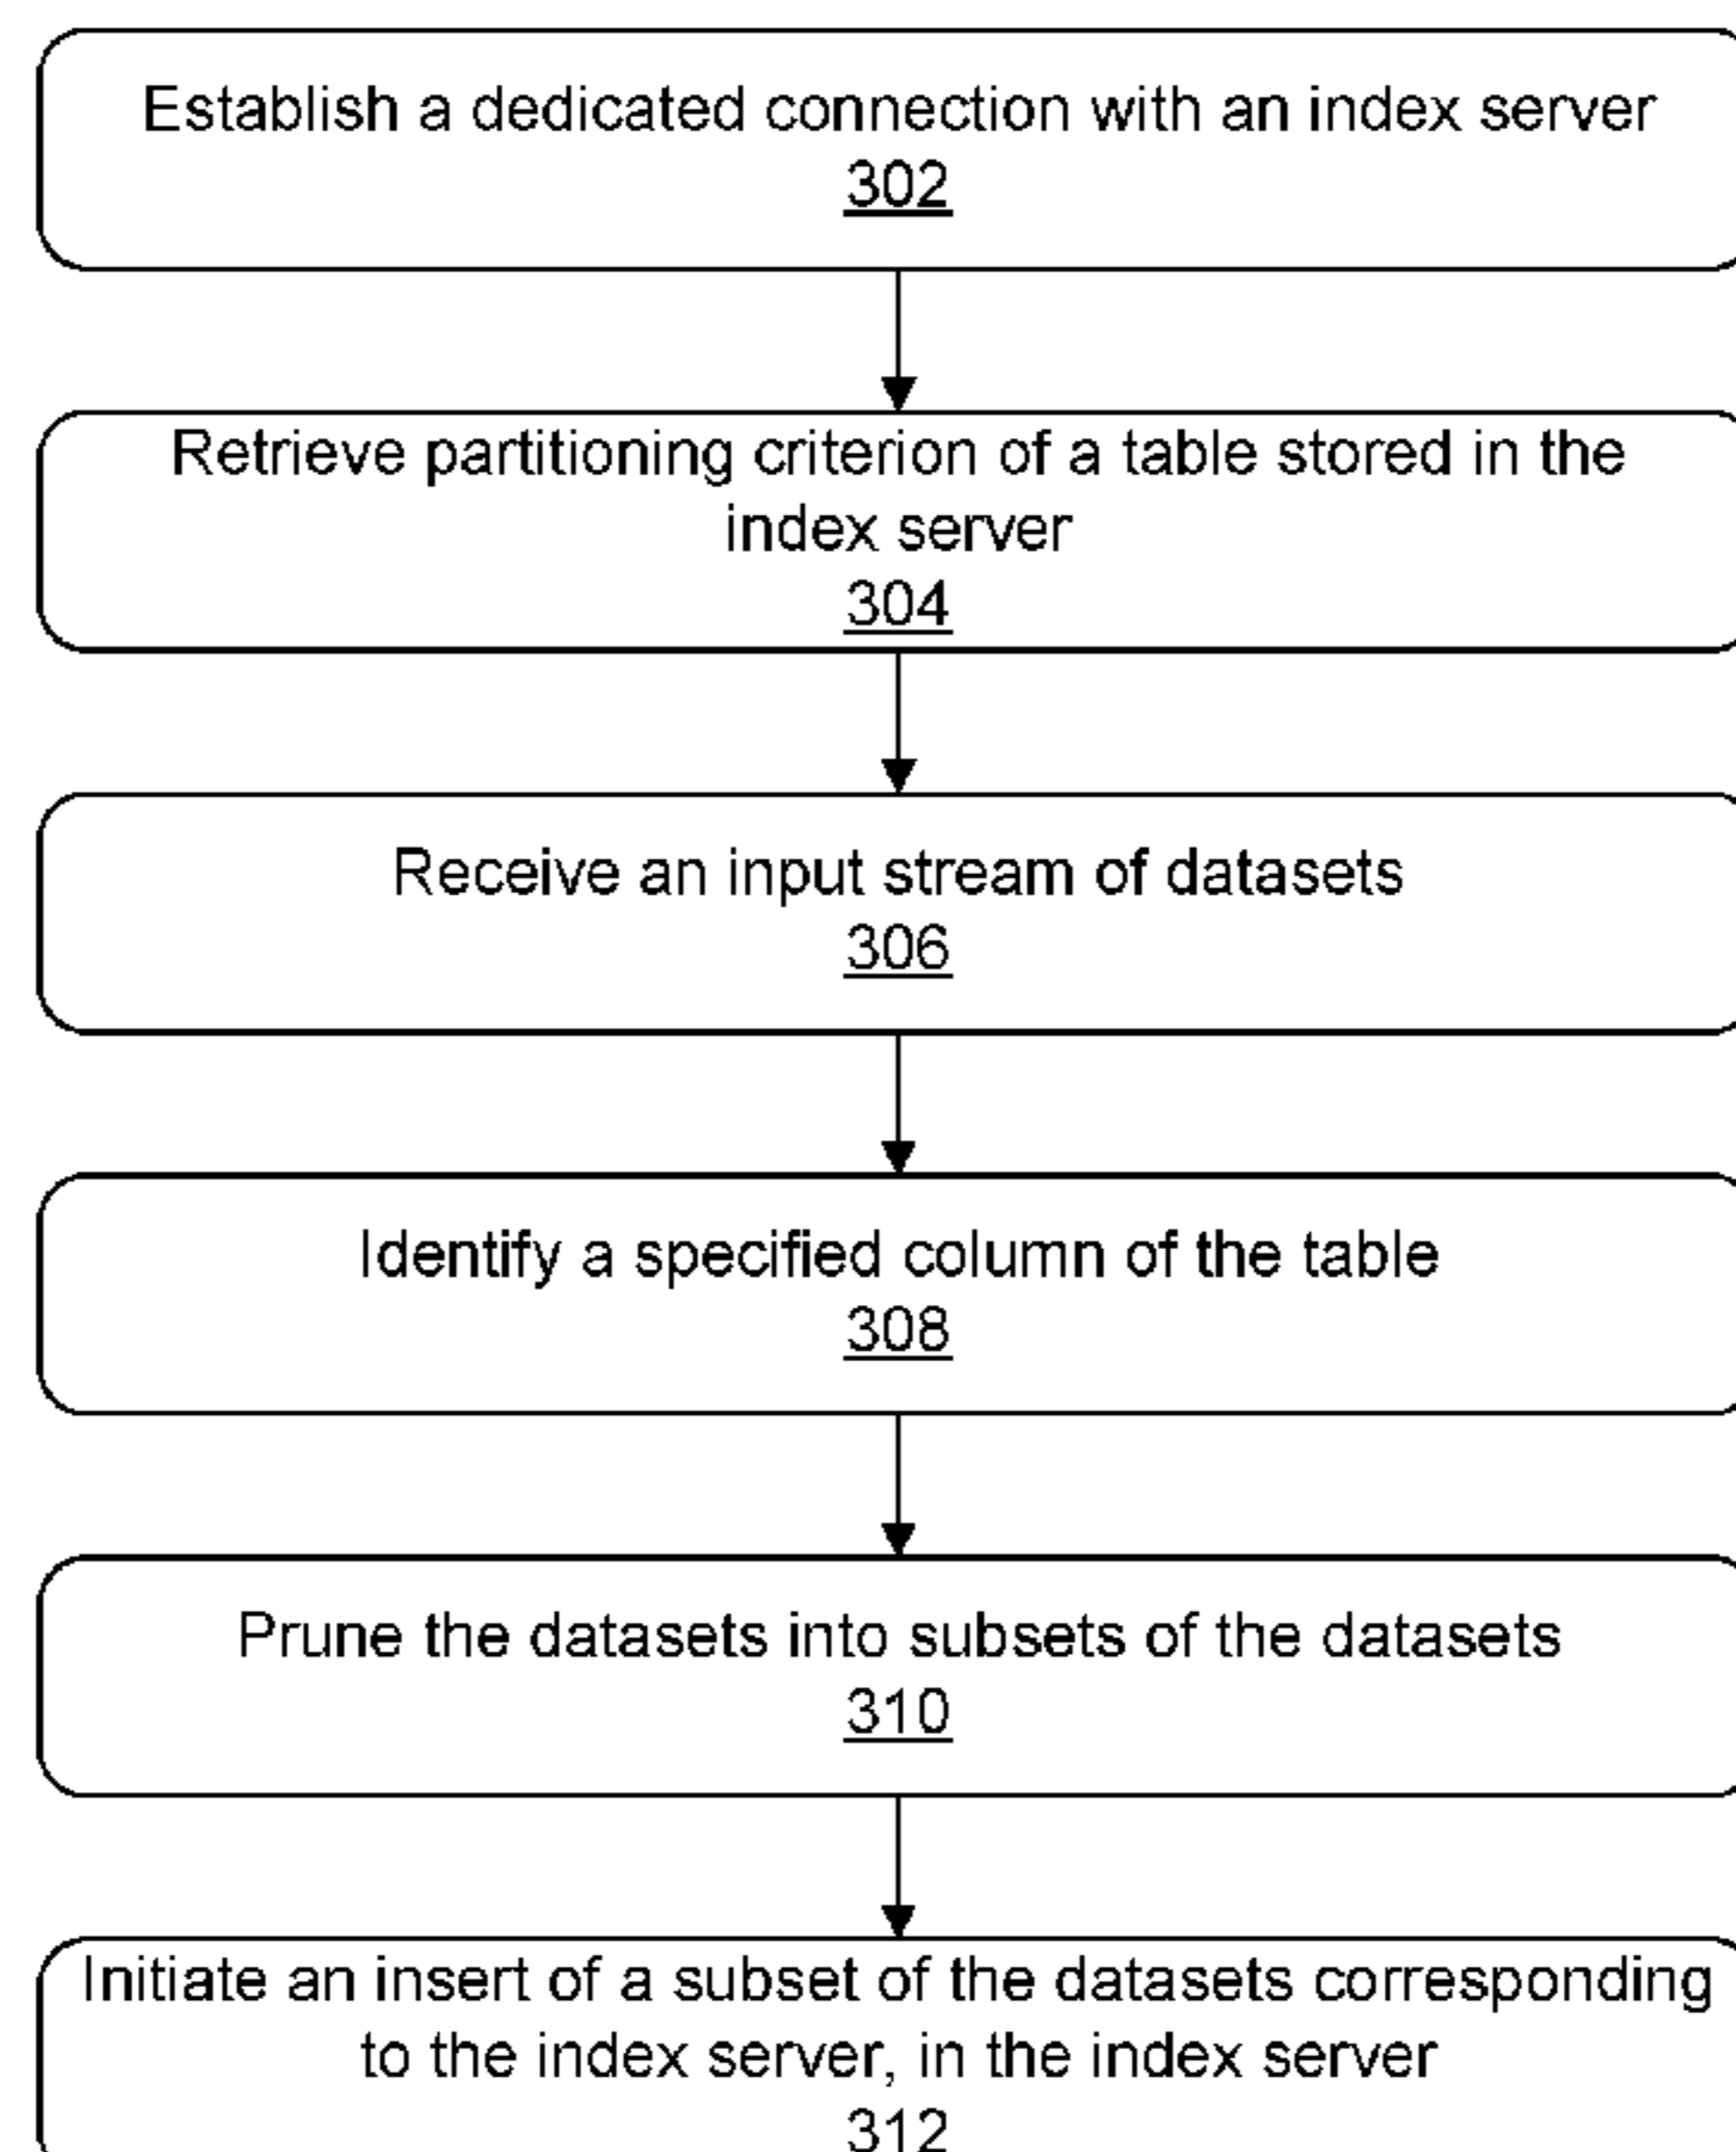 Establish a dedicated connection with an index server
302
Retrieve partitioning criterion of a table stored in the
index server
304
Receive an input stream of datasets
306
Identify a specified column of the table
308
Prune the datasets into subsets of the datasets
310
Initiate an insert of a subset of the datasets corresponding
to the index server, in the index server
312